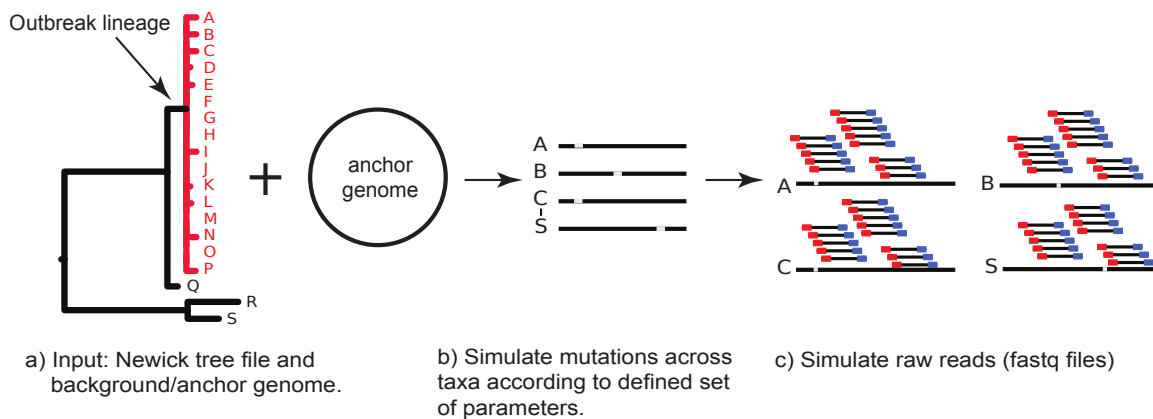 Outbreak lineage
A
B
C
D
E
F
G
H
I
J
K
L
M
N
O
P
Q
R
S
+
anchor
genome
A
B
C
S
A
B
C
S
a) Input: Newick tree file and
background/anchor genome.
b) Simulate mutations across
taxa according to defined set
of parameters.
c) Simulate raw reads (fastq files)